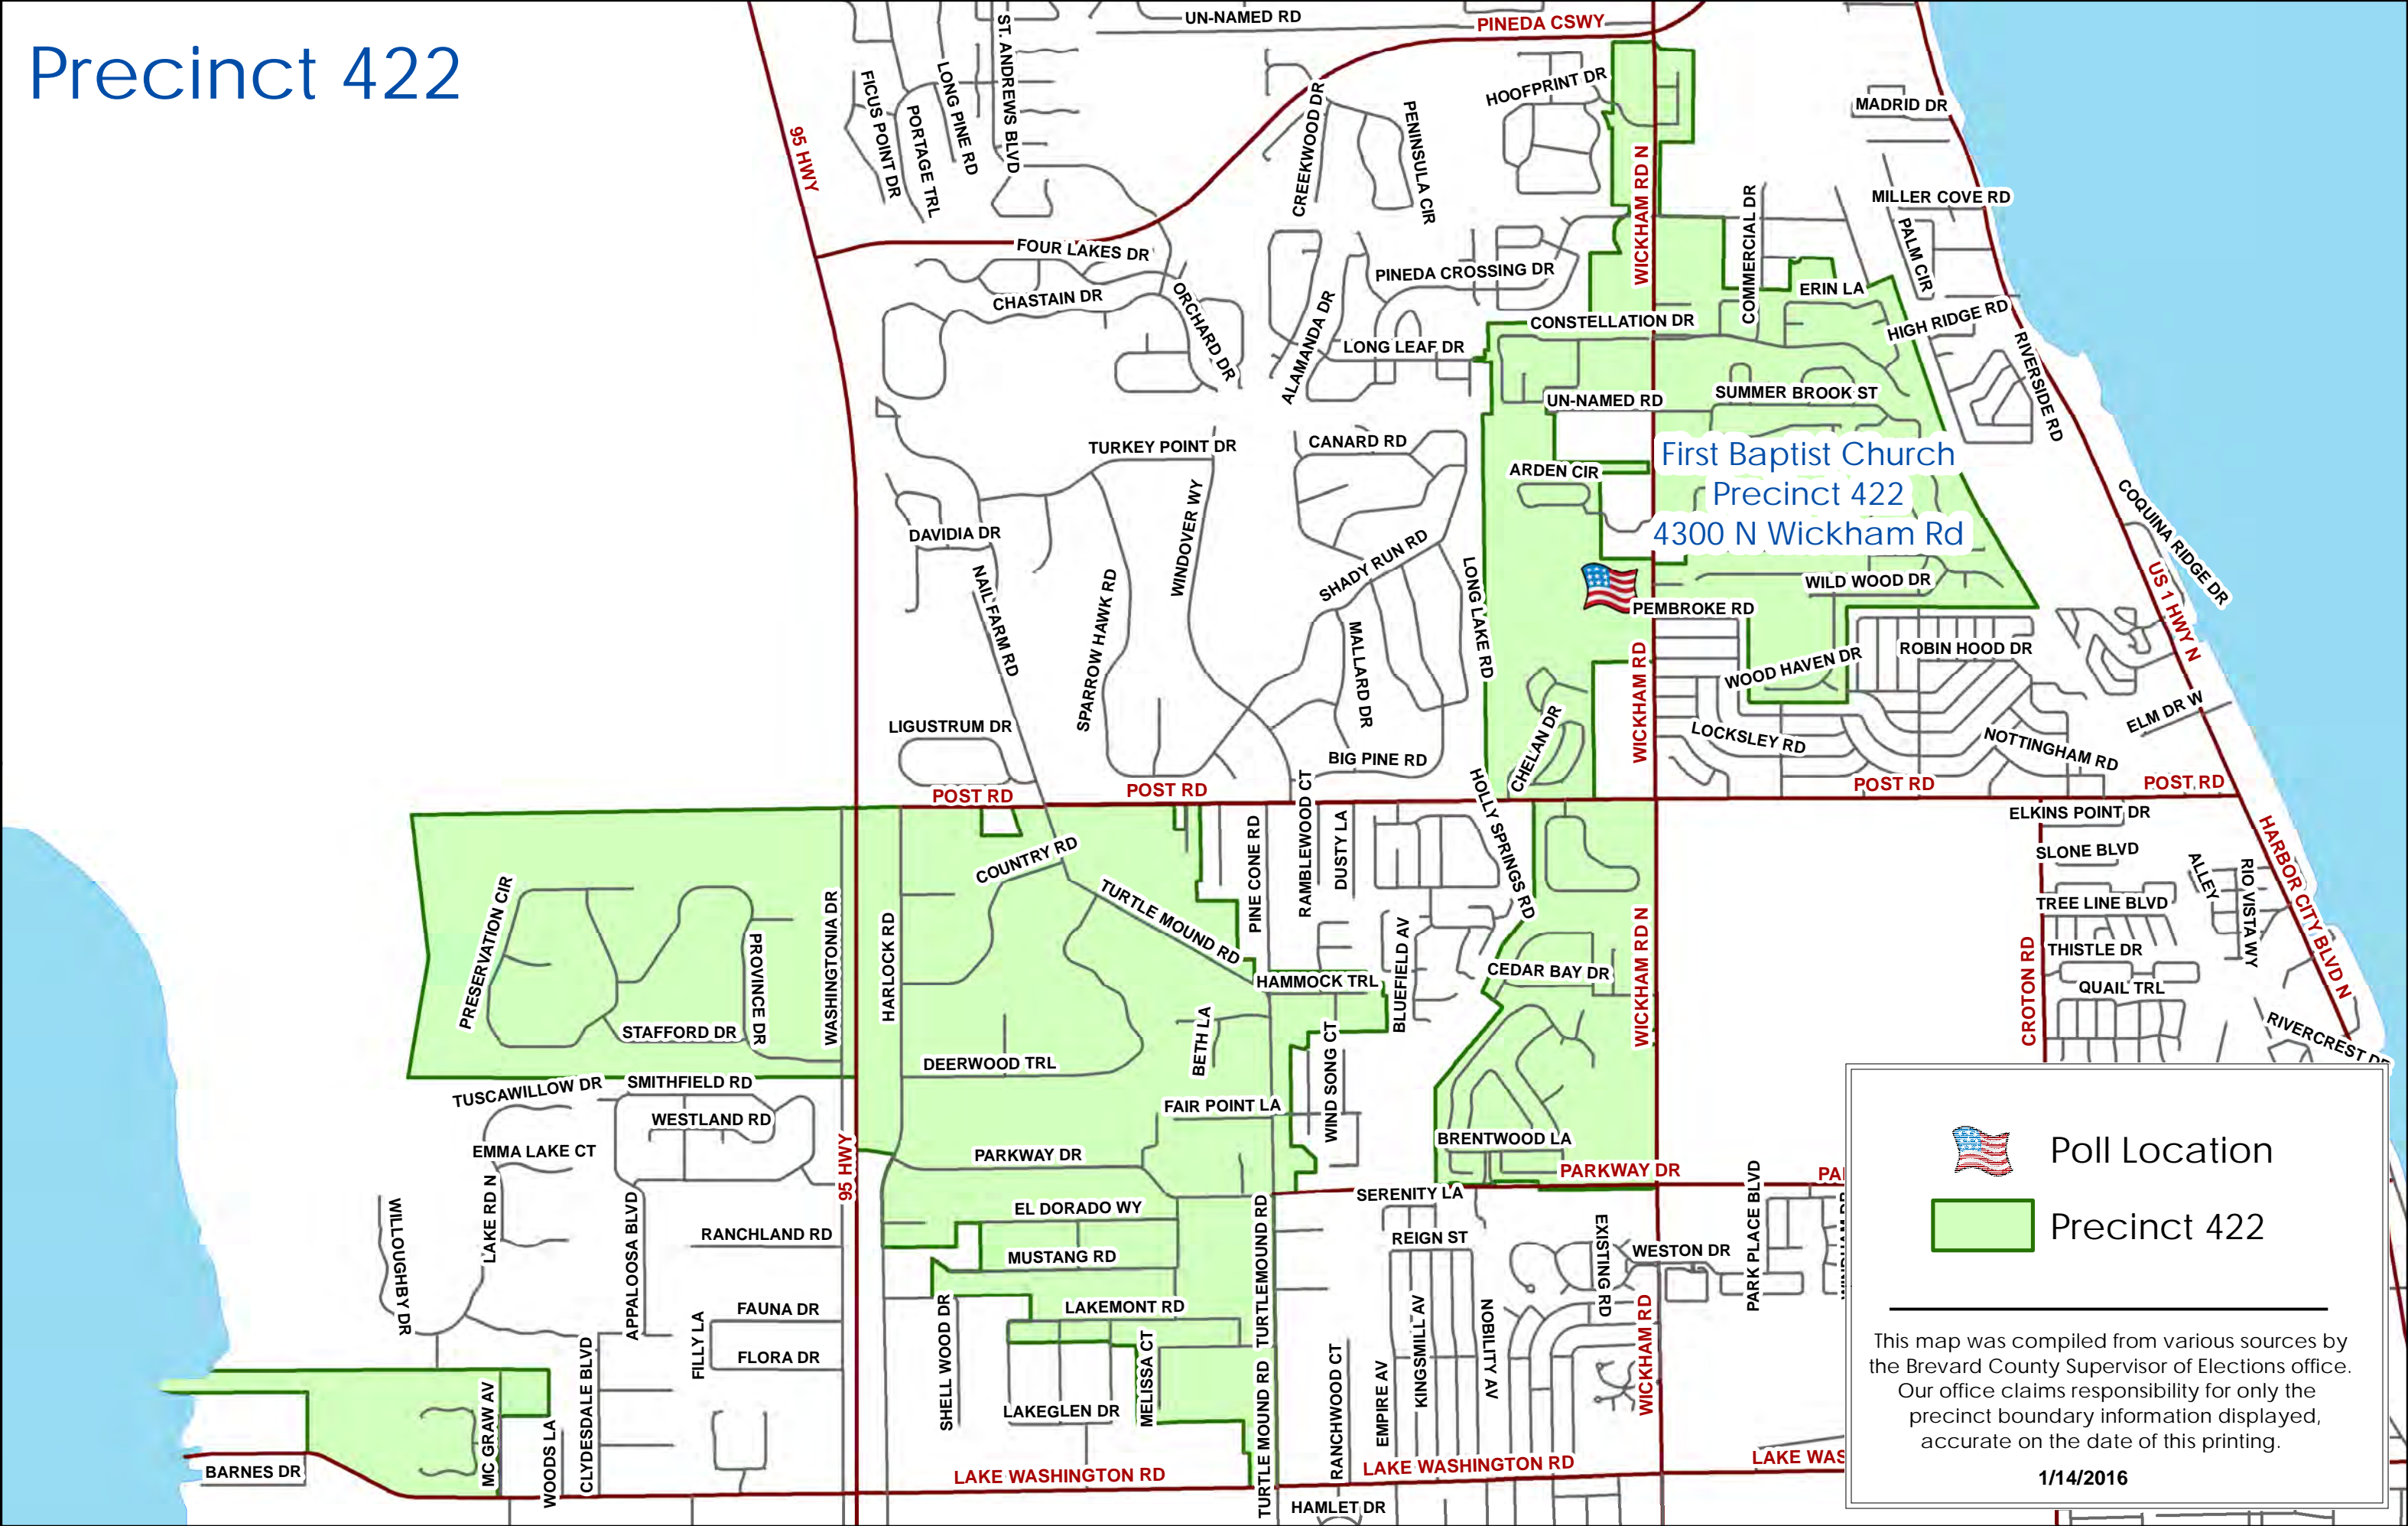 Precinct 422
UN-NAMED RD
PINEDA CSWY
ST. ANDREWS BLVD
LONG PINE RD
FICUS POINT DR
PORTAGE TRL
95 HWY
CREEKWOOD DR
PENINSULA CIR
HOOFPRINT DR
MADRID DR
WICKHAM RD N
COMMERCIAL DR
MILLER COVE RD
PALM CIR
FOUR LAKES DR
CHASTAIN DR
ORCHARD DR
ALAMANDA DR
PINEDA CROSSING DR
ERIN LA
HIGH RIDGE RD
CONSTELLATION DR
LONG LEAF DR
RIVERSIDE RD
UN-NAMED RD
SUMMER BROOK ST
TURKEY POINT DR
CANARD RD
ARDEN CIR
First Baptist Church
Precinct 422
4300 N Wickham Rd
COQUINA RIDGE DR
DAVIDIA DR
WINDOVER WY
SHADY RUN RD
LONG LAKE RD
NAIL FARM RD
SPARROW HAWK RD
WILD WOOD DR
PEMBROKE RD
US 1 HWY N
MALLARD DR
WICKHAM RD
WOOD HAVEN DR
ROBIN HOOD DR
ELM DR W
LIGUSTRUM DR
CHELAN DR
LOCKSLEY RD
NOTTINGHAM RD
BIG PINE RD
POST RD
POST RD
POST RD
POST RD
HOLLY SPRINGS RD
ELKINS POINT DR
COUNTRY RD
PINE CONE RD
RAMBLEWOOD CT
DUSTY LA
SLONE BLVD
ALLEY
RIO VISTA WY
HARBOR CITY BLVD N
PRESERVATION CIR
PROVINCE DR
WASHINGTONIA DR
HARLOCK RD
TURTLE MOUND RD
TREE LINE BLVD
BLUEFIELD AV
WICKHAM RD N
CROTON RD
THISTLE DR
HAMMOCK TRL
CEDAR BAY DR
QUAIL TRL
STAFFORD DR
BETH LA
WIND SONG CT
RIVERCREST DR
DEERWOOD TRL
TUSCAWILLOW DR
SMITHFIELD RD
WESTLAND RD
FAIR POINT LA
EMMA LAKE CT
95 HWY
PARKWAY DR
BRENTWOOD LA
PARKWAY DR
PAR
Poll Location
LAKE RD N
WILLOUGHBY DR
APPALOOSA BLVD
RANCHLAND RD
EL DORADO WY
SERENITY LA
TURTLEMOUND RD
REIGN ST
EXISTING RD
WESTON DR
PARK PLACE BLVD
Precinct 422
MUSTANG RD
FAUNA DR
FILLY LA
FLORA DR
SHELL WOOD DR
LAKEMONT RD
MELISSA CT
KINGSMILL AV
NOBILITY AV
WICKHAM RD
This map was compiled from various sources by
the Brevard County Supervisor of Elections office.
Our office claims responsibility for only the
precinct boundary information displayed,
accurate on the date of this printing.
1/14/2016
CLYDESDALE BLVD
MC GRAW AV
WOODS LA
LAKEGLEN DR
TURTLE MOUND RD
RANCHWOOD CT
EMPIRE AV
BARNES DR
LAKE WASHINGTON RD
LAKE WASHINGTON RD
LAKE WAS
HAMLET DR